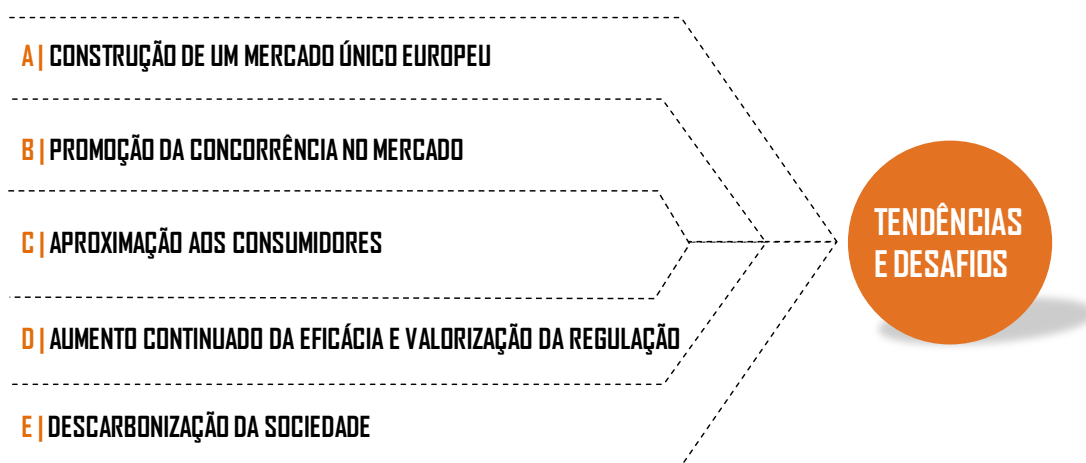 A | CONSTRUÇÃO DE UM MERCADO ÚNICO EUROPEU
B | PROMOÇÃO DA CONCORRÊNCIA NO MERCADO
C | APROXIMAÇÃO AOS CONSUMIDORES
D | AUMENTO CONTINUADO DA EFICÁCIA E VALORIZAÇÃO DA REGULAÇÃO
E | DESCARBONIZAÇÃO DA SOCIEDADE
TENDÊNCIAS
E DESAFIOS